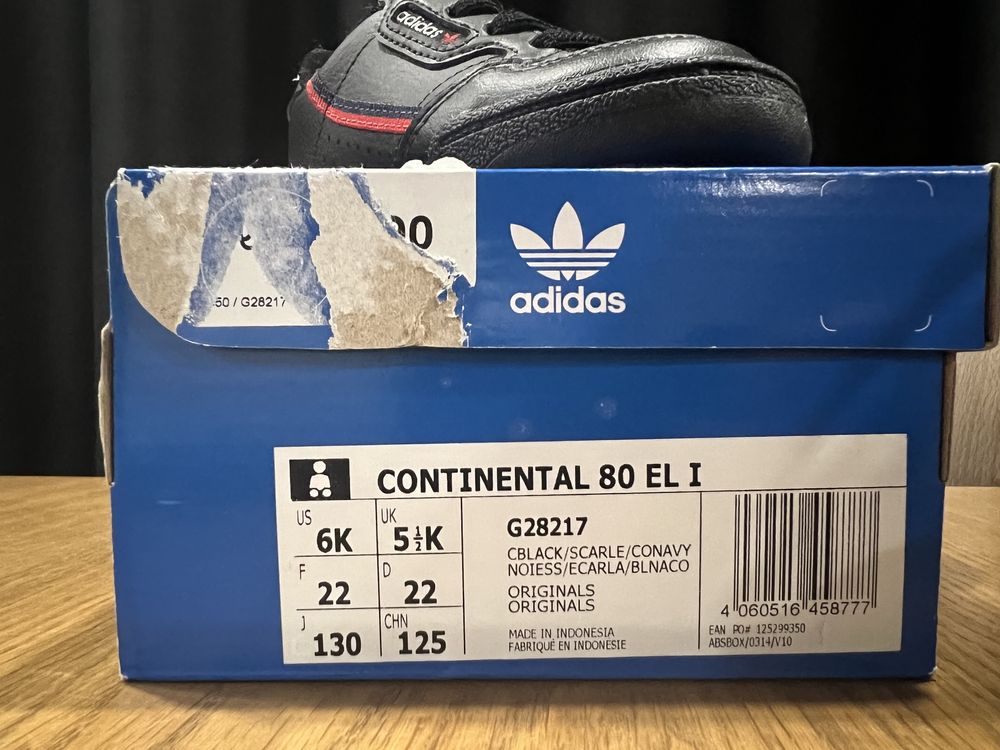 adidas
00
50 / G28217
adidas
CONTINENTAL 80 EL I
US
6K
UK
5½K
F
22
D
22
J
130
CHN
125
G28217
CBLACK/SCARLE/CONAVY
NOIESS/ECARLA/BLNACO
ORIGINALS
ORIGINALS
MADE IN INDONESIA
FABRIQUÉ EN INDONESIE
4 060516 458777
EAN PO# 125299350
ABSBOX/0314/V10